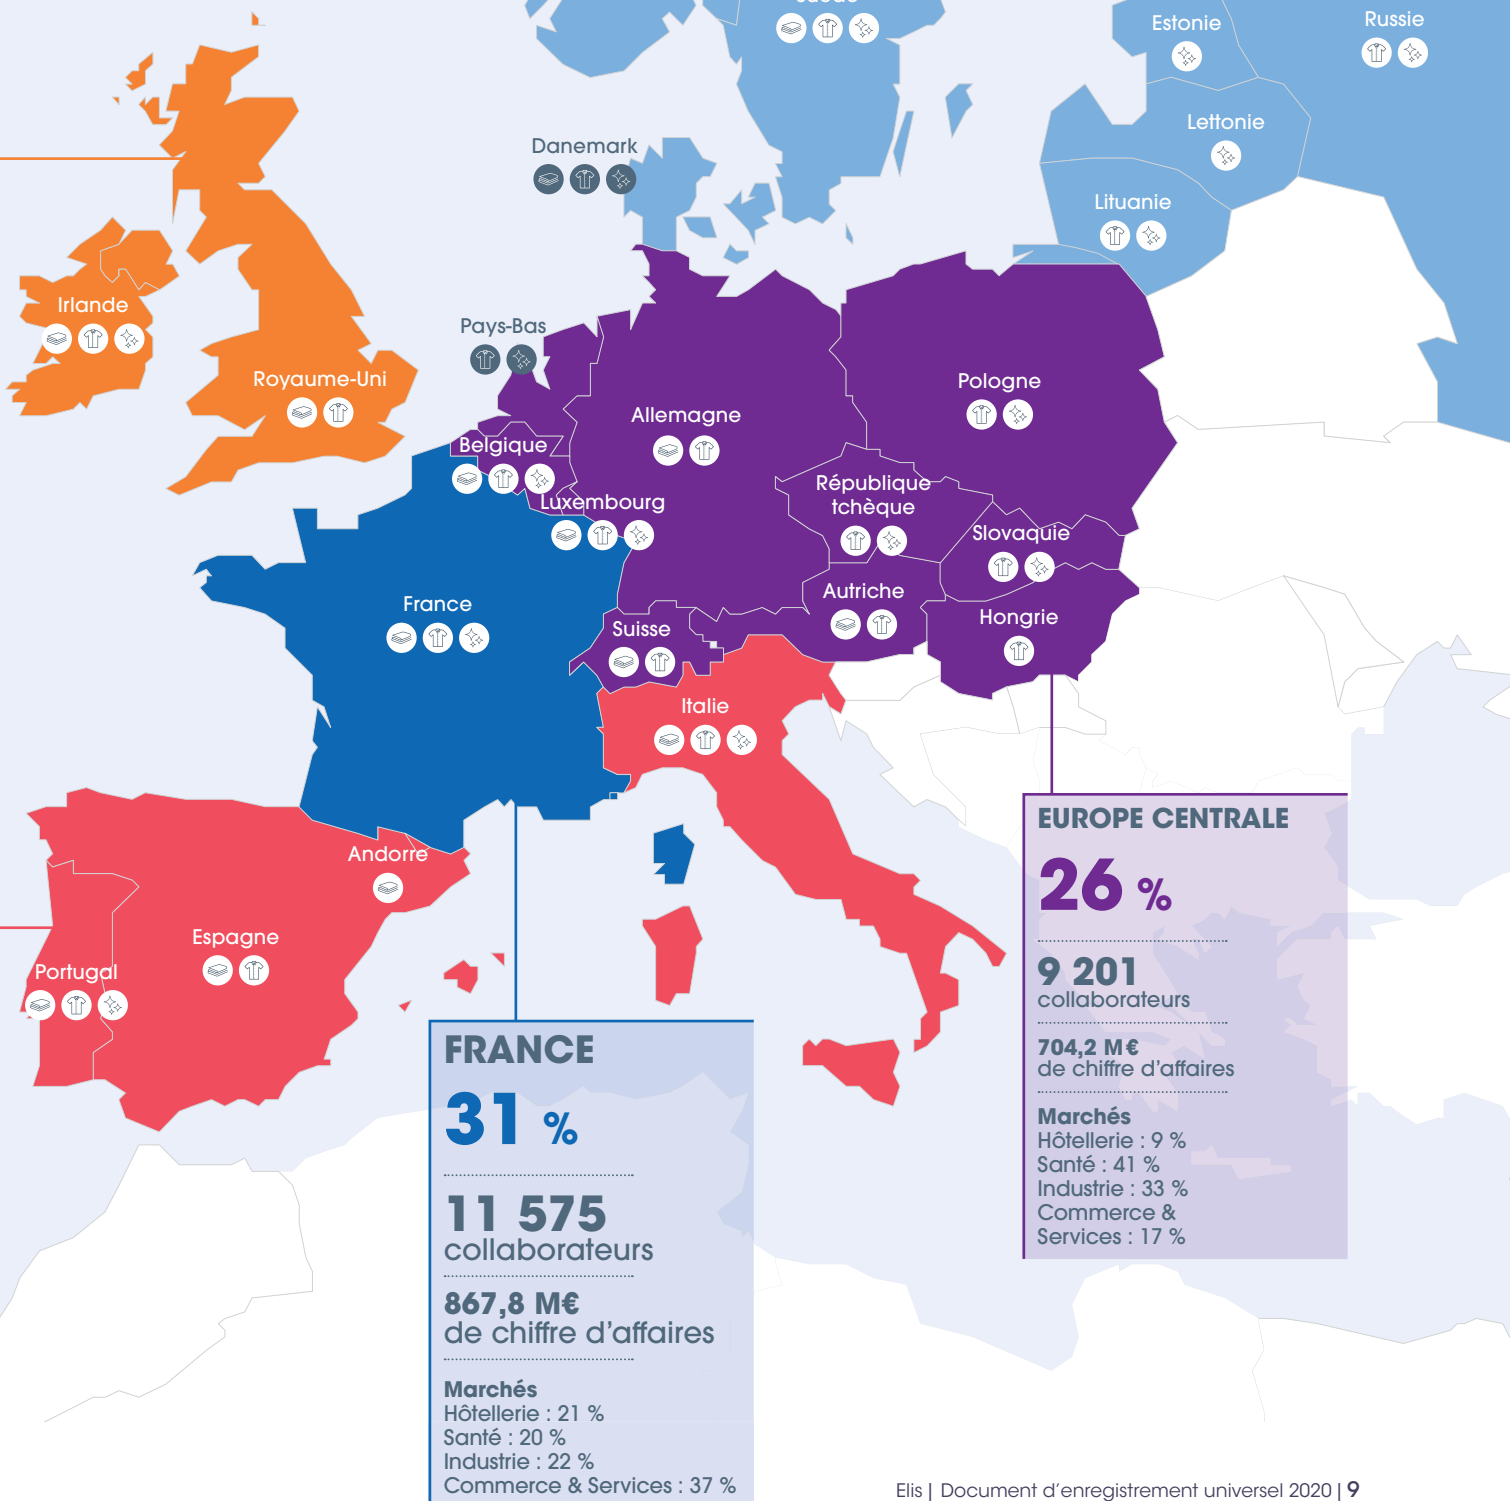 Estonie
Russie
Lettonie
Danemark
Lituanie
Irlande
Pays-Bas
Royaume-Uni
Pologne
Allemagne
Belgique
République
tchèque
Luxembourg
Slovaquie
Autriche
France
Hongrie
Suisse
Italie
Andorre
Espagne
Portugal
EUROPE CENTRALE
26 %
9 201
collaborateurs
704,2 M€
de chiffre d’affaires
Marchés
Hôtellerie : 9 %
Santé : 41 %
Industrie : 33 %
Commerce &
Services : 17 %
FRANCE
31 %
11 575
collaborateurs
867,8 M€
de chiffre d’affaires
Marchés
Hôtellerie : 21 %
Santé : 20 %
Industrie : 22 %
Commerce & Services : 37 %
Elis | Document d’enregistrement universel 2020 | 9